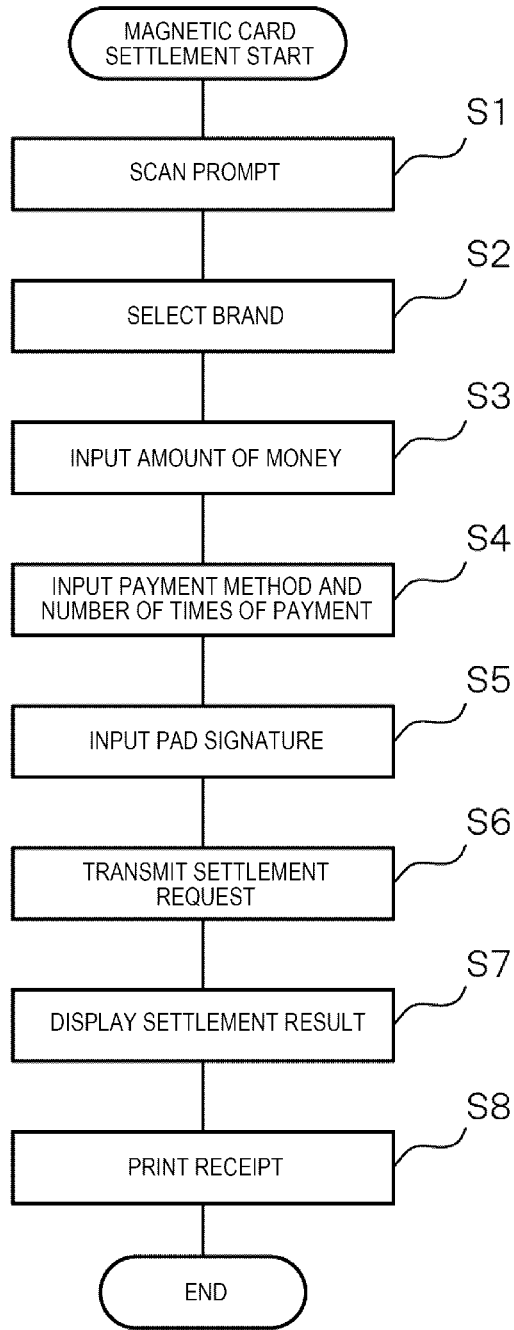 MAGNETIC CARD
SETTLEMENT START
S1
SCAN PROMPT
S2
SELECT BRAND
S3
INPUT AMOUNT OF MONEY
S4
INPUT PAYMENT METHOD AND
NUMBER OF TIMES OF PAYMENT
S5
INPUT PAD SIGNATURE
S6
TRANSMIT SETTLEMENT
REQUEST
S7
DISPLAY SETTLEMENT RESULT
S8
PRINT RECEIPT
END